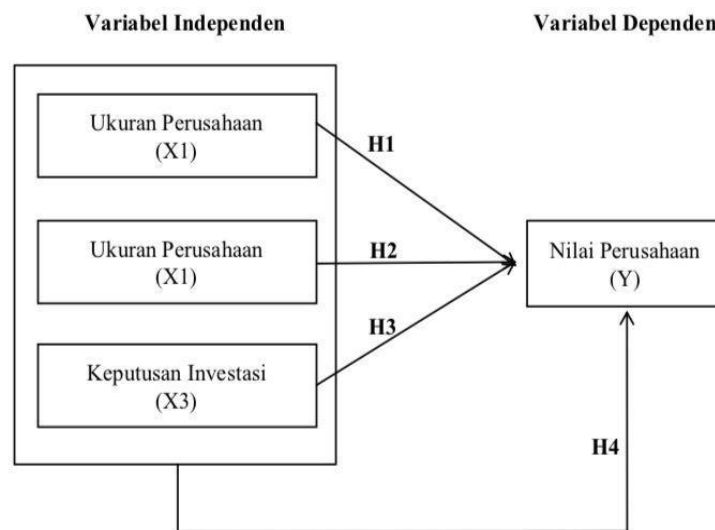 Variabel Independen
Variabel Dependen
Ukuran Perusahaan
(X1)
H1
Ukuran Perusahaan
(X1)
H2
Nilai Perusahaan
(Y)
H3
Keputusan Investasi
(X3)
H4